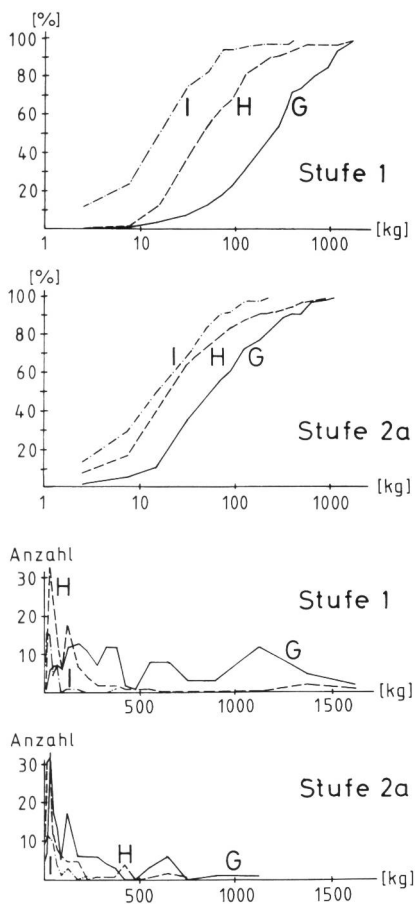 [%]
100
80
60
40
20
I
H
G
Stufe 1
1
10
100
1000
[kg]
[%]
100
80
60
40
20
I
H
G
Stufe 2a
1
10
100
1000
[kg]
Anzahl
30
20
10
H
I
G
Stufe 1
500
1000
1500
[kg]
Anzahl
30
20
10
I
H
G
Stufe 2a
500
1000
1500
[kg]